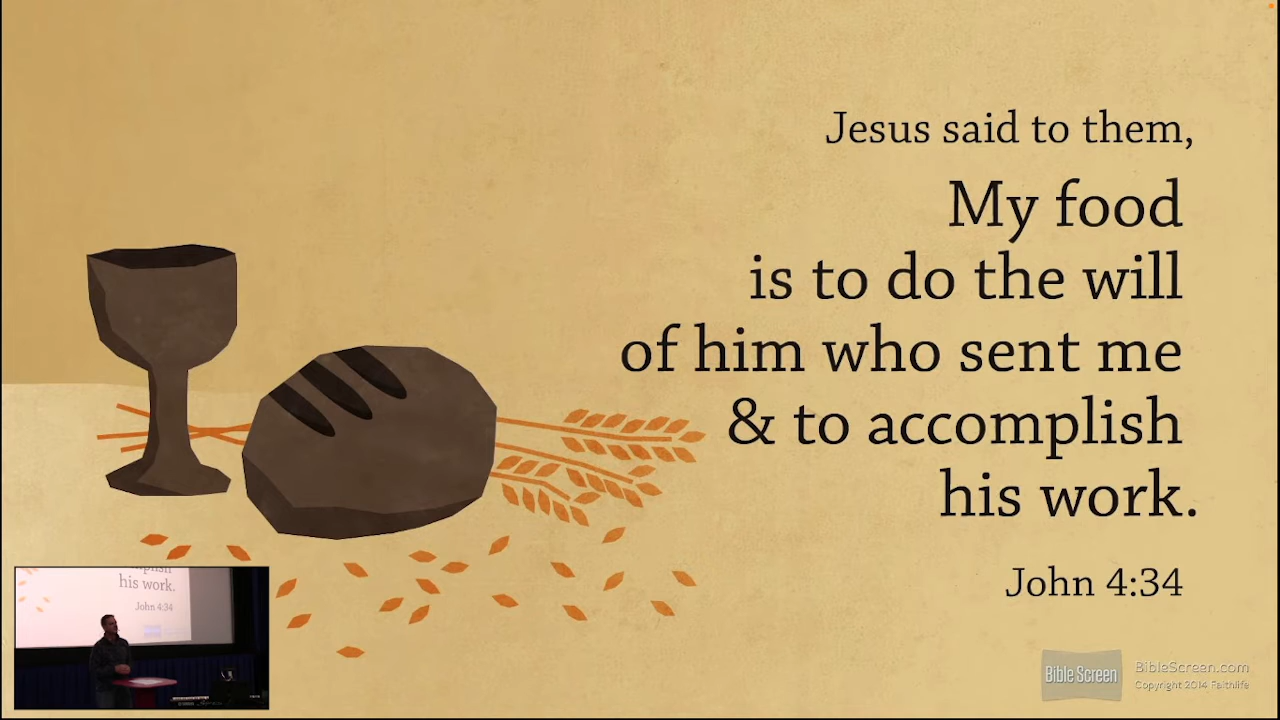 Jesus said to them,
My food
is to do the will
of him who sent me
& to accomplish
his work.
John 4:34
his work.
John 4:34
Bible Screen
BibleScreen.com
Copyright 2014 Faithlife